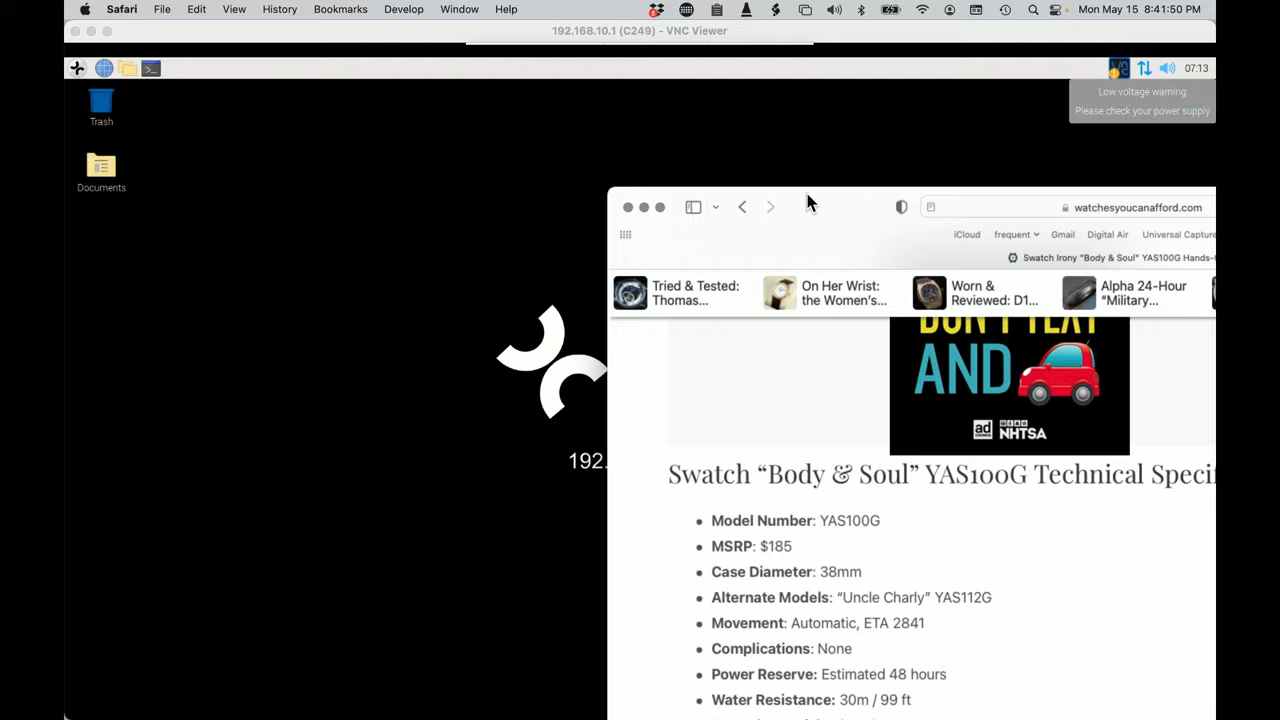 Safari File Edit View History Bookmarks Develop Window Help
Mon May 15 8:41:50 PM
192.168.10.1 (C249) - VNC Viewer
07:13
Low voltage warning
Please check your power supply
Trash
Documents
192.
watchesyoucanafford.com
iCloud frequent Gmail Digital Air Universal Capture
Swatch Irony "Body & Soul" YAS100G Hands-
Tried & Tested:
Thomas...
On Her Wrist:
the Women's...
Worn &
Reviewed: D1...
Alpha 24-Hour
“Military...
DON'T TEXT
AND
ad
COUNCIL
NHTSA
Swatch “Body & Soul” YAS100G Technical Specif
Model Number: YAS100G
MSRP: $185
Case Diameter: 38mm
Alternate Models: “Uncle Charly” YAS112G
Movement: Automatic, ETA 2841
Complications: None
Power Reserve: Estimated 48 hours
Water Resistance: 30m / 99 ft